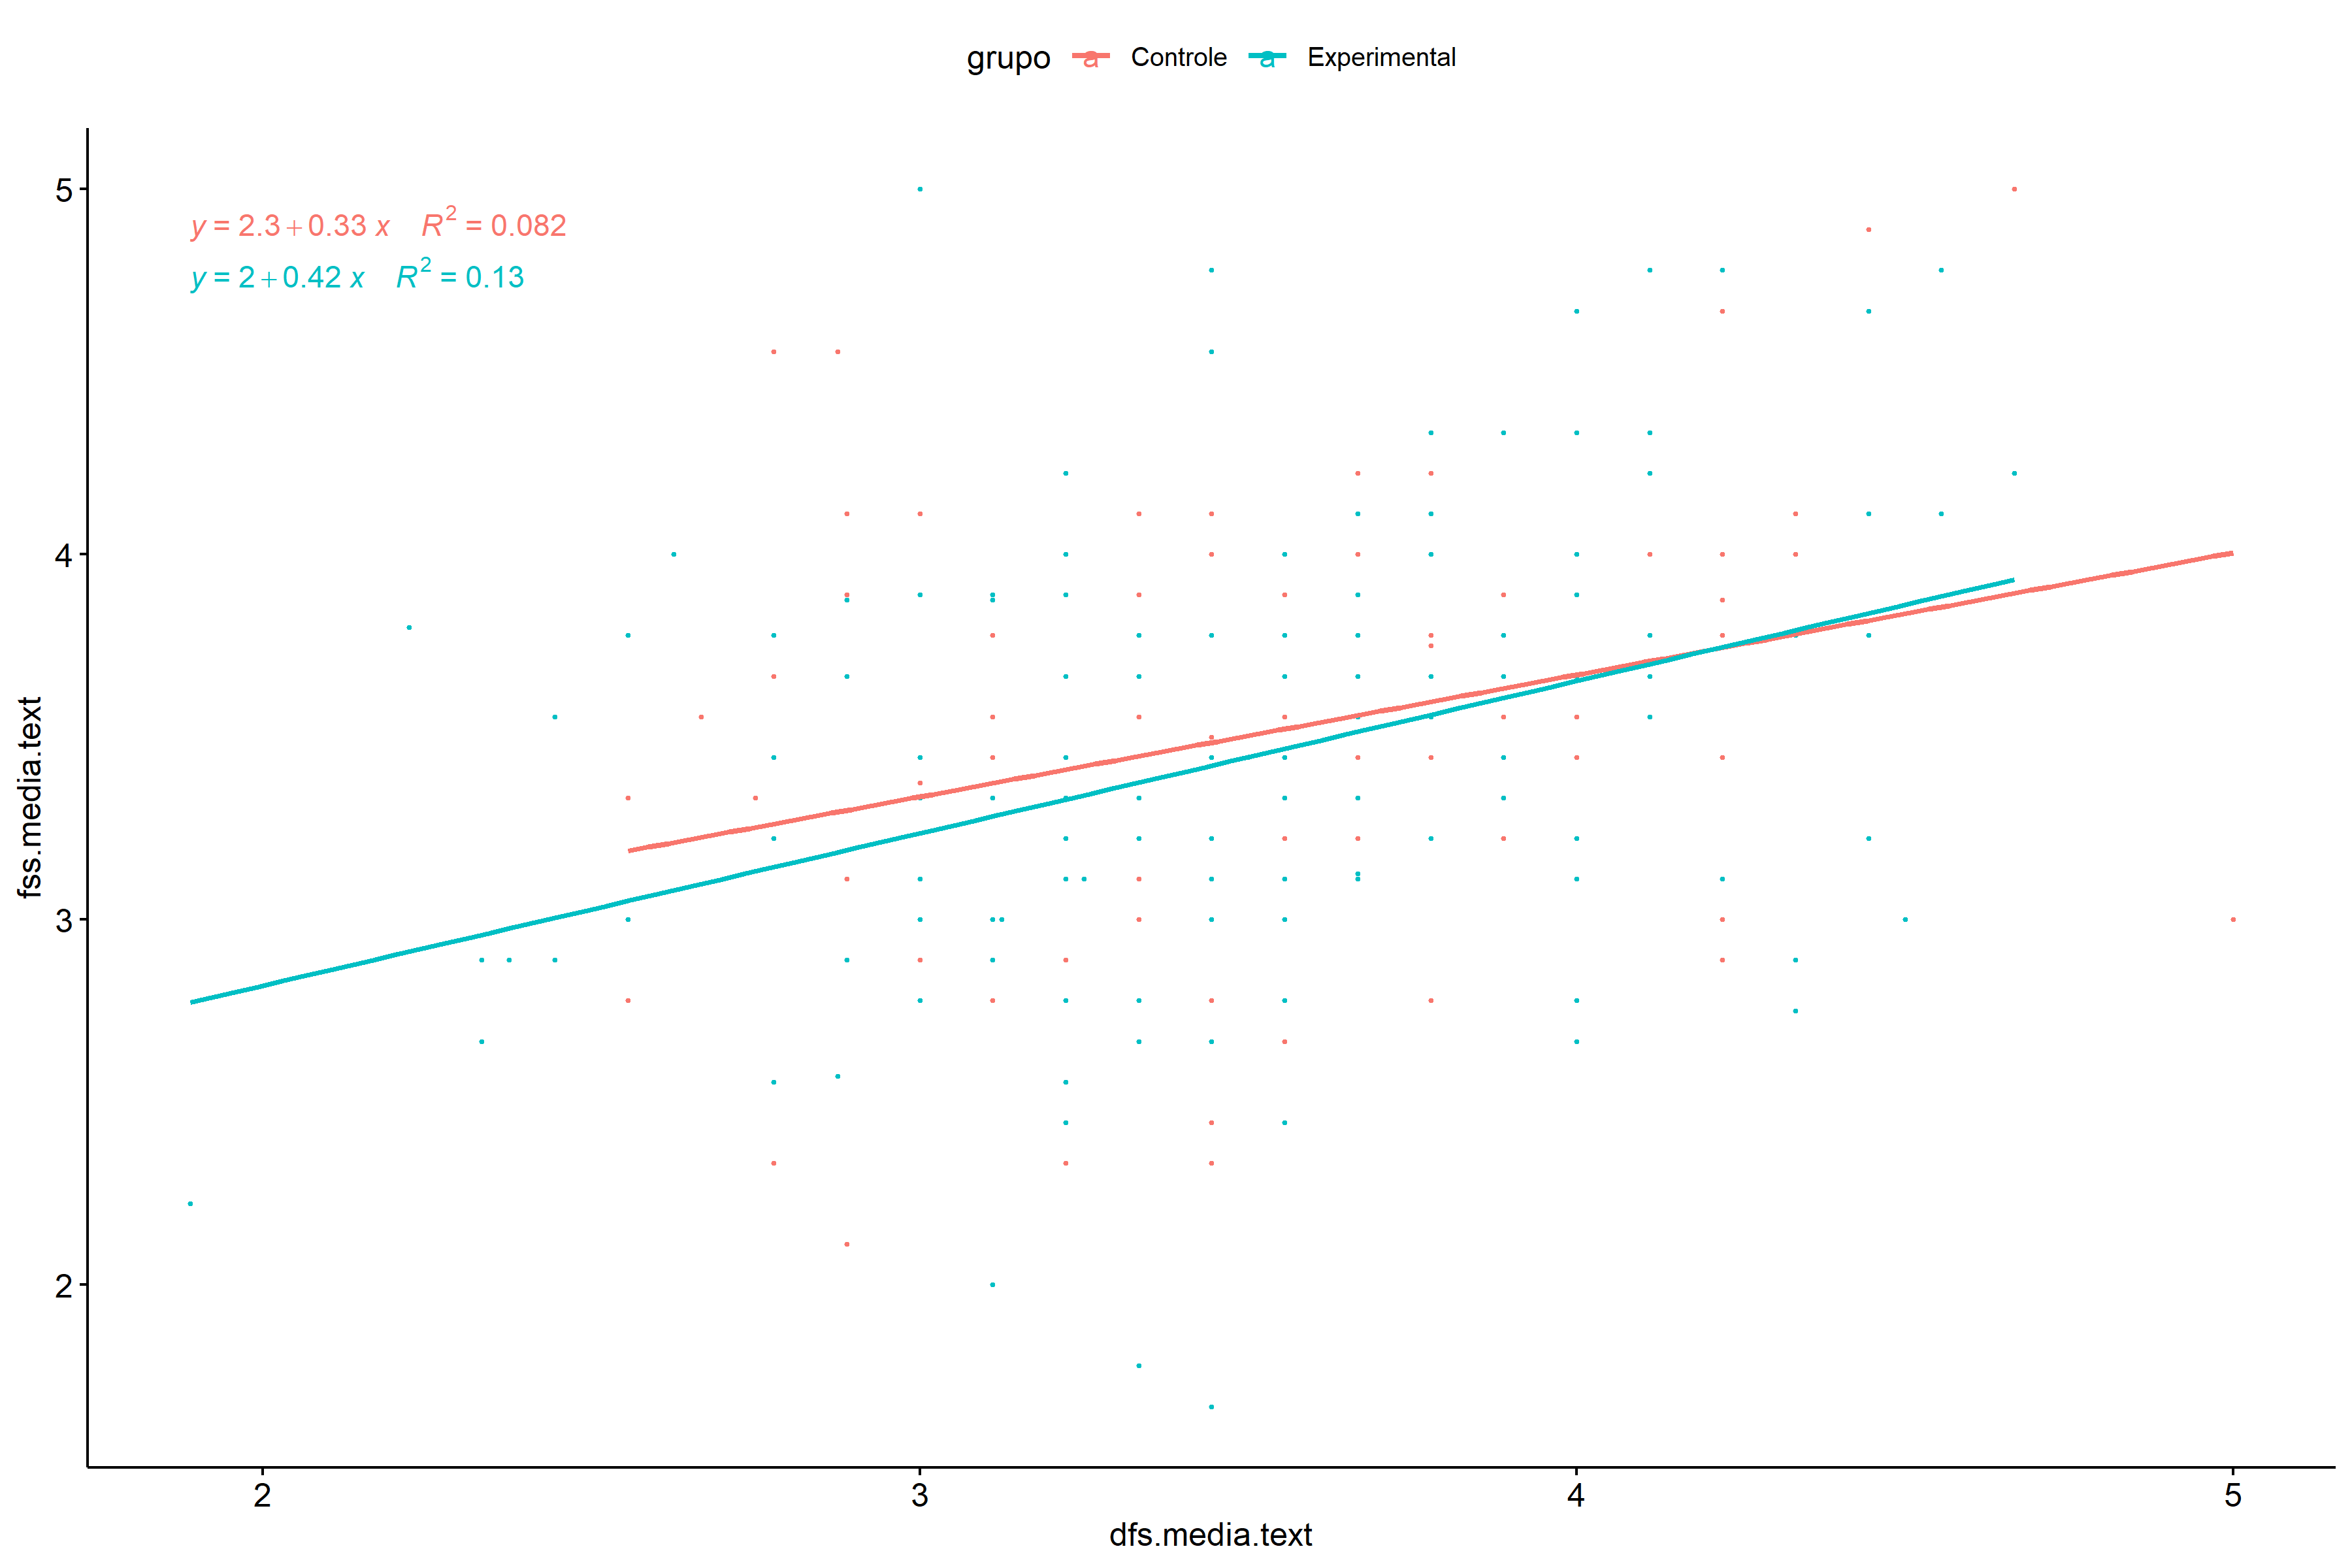 grupo a Controle a Experimental
y = 2.3 + 0.33 x R² = 0.082
y = 2 + 0.42 x R² = 0.13
5
4
3
2
fss.media.text
2 3 4 5
dfs.media.text